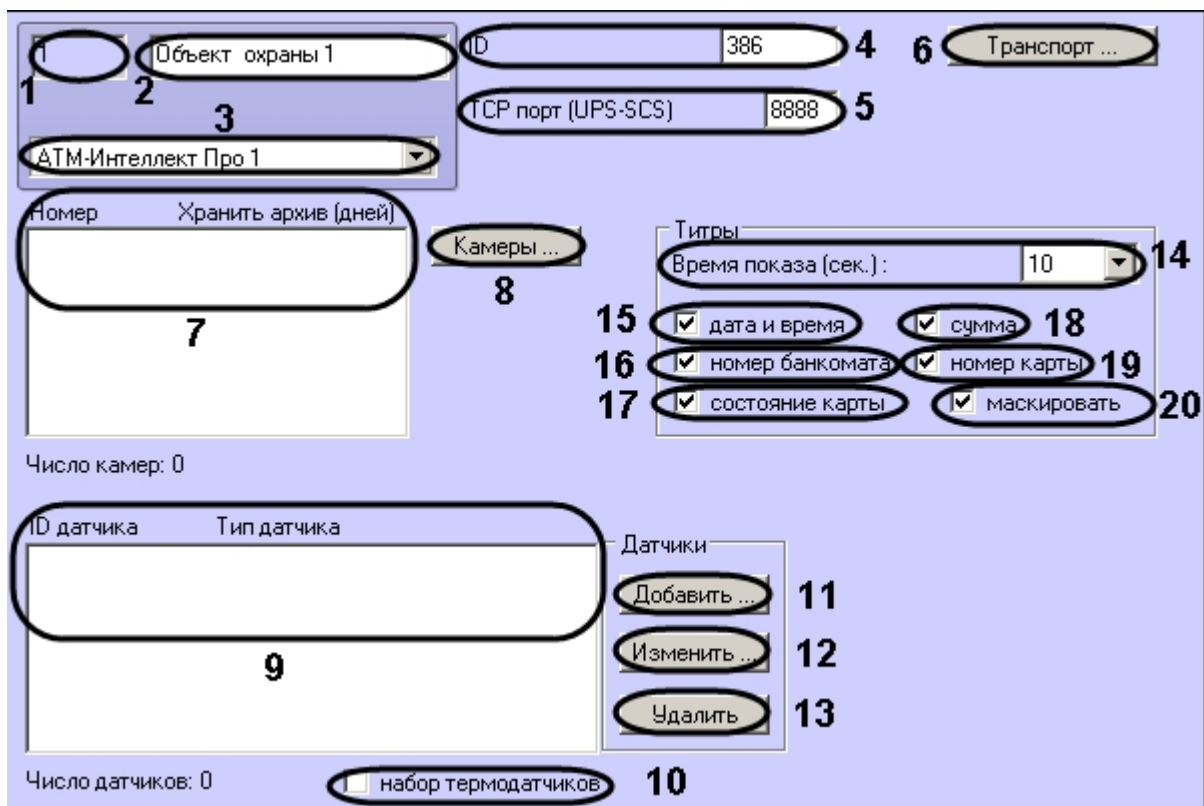 1 Объект охраны 1 ID 386 4 6 Транспорт ...
1 2
3 TCP порт (UPS-SCS) 8888 5
АТМ-Интеллект Про 1
Номер Хранить архив (дней)
Камеры ...
8
7
Титры
Время показа (сек.) : 10 14
15 дата и время сумма 18
16 номер банкомата номер карты 19
17 состояние карты маскировать 20
Число камер: 0
ID датчика Тип датчика
9
Датчики
Добавить ... 11
Изменить ... 12
Удалить 13
Число датчиков: 0 набор термодатчиков 10